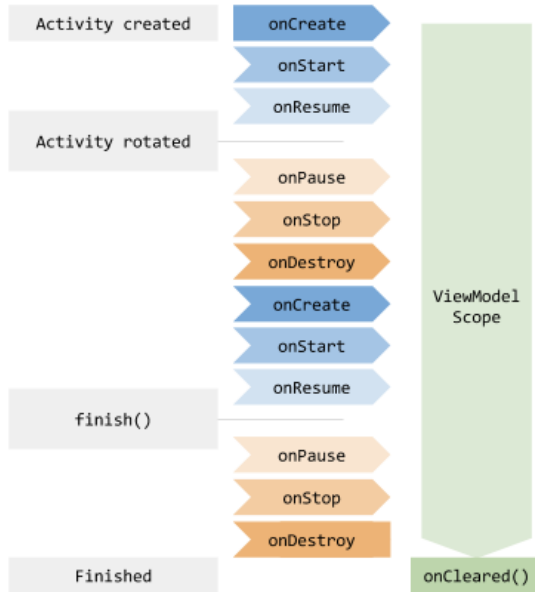 Activity created
onCreate
onStart
onResume
Activity rotated
onPause
onStop
onDestroy
onCreate
ViewModel
Scope
onStart
onResume
finish()
onPause
onStop
onDestroy
Finished
onCleared()